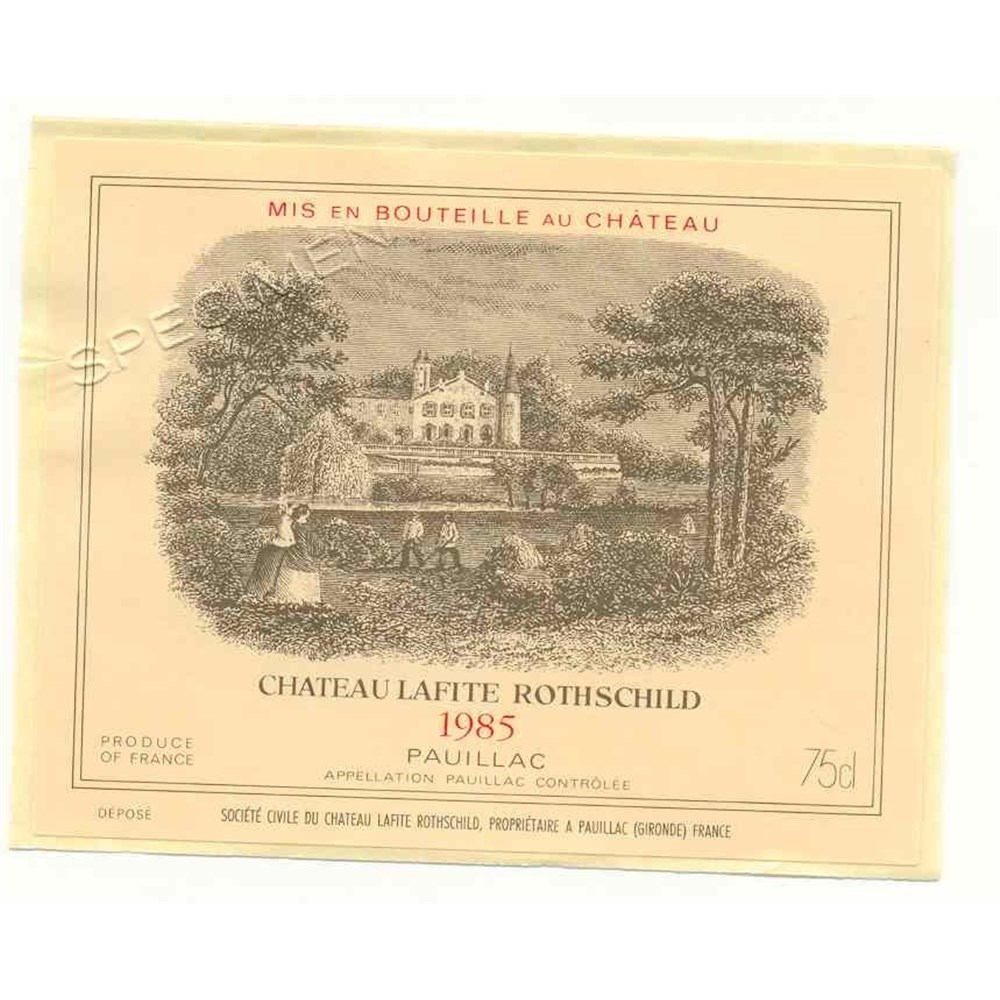 MIS EN BOUTEILLE AU CHÂTEAU
SPECIMEN
CHATEAU LAFITE ROTHSCHILD
1985
PAUILLAC
APPELLATION PAUILLAC CONTRÔLÉE
PRODUCE
OF FRANCE
75cl
DÉPOSÉ
SOCIÉTÉ CIVILE DU CHATEAU LAFITE ROTHSCHILD, PROPRIÉTAIRE A PAUILLAC (GIRONDE) FRANCE